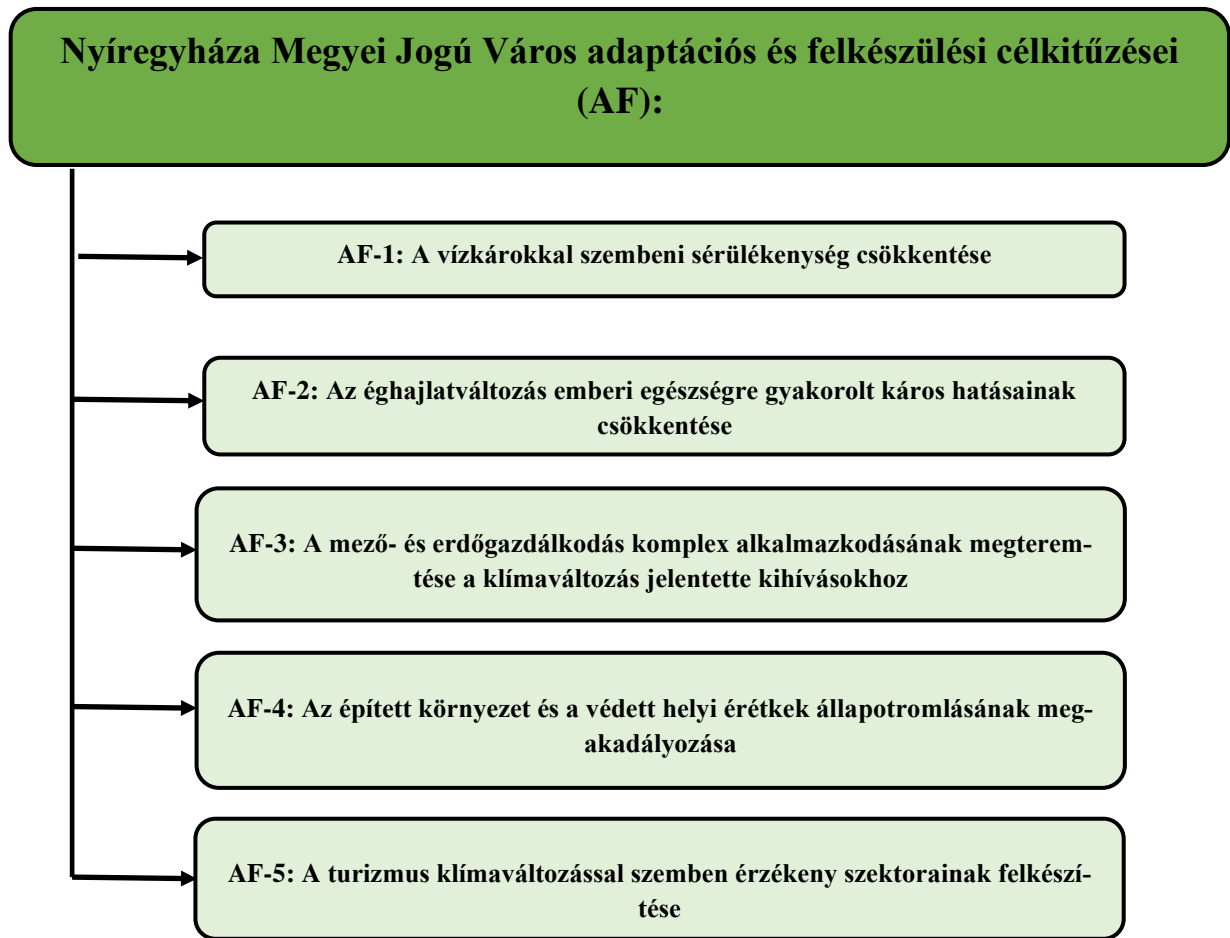 Nyíregyháza Megyei Jogú Város adaptációs és felkészülési célkitűzései
(AF):
AF-1: A vízkárokkal szembeni sérülékenység csökkentése
AF-2: Az éghajlatváltozás emberi egészségre gyakorolt káros hatásainak
csökkentése
AF-3: A mező- és erdőgazdálkodás komplex alkalmazkodásának megterem-
tése a klímaváltozás jelentette kihívásokhoz
AF-4: Az épített környezet és a védett helyi érétkek állapotromlásának meg-
akadályozása
AF-5: A turizmus klímaváltozással szemben érzékeny szektorainak felkészí-
tése